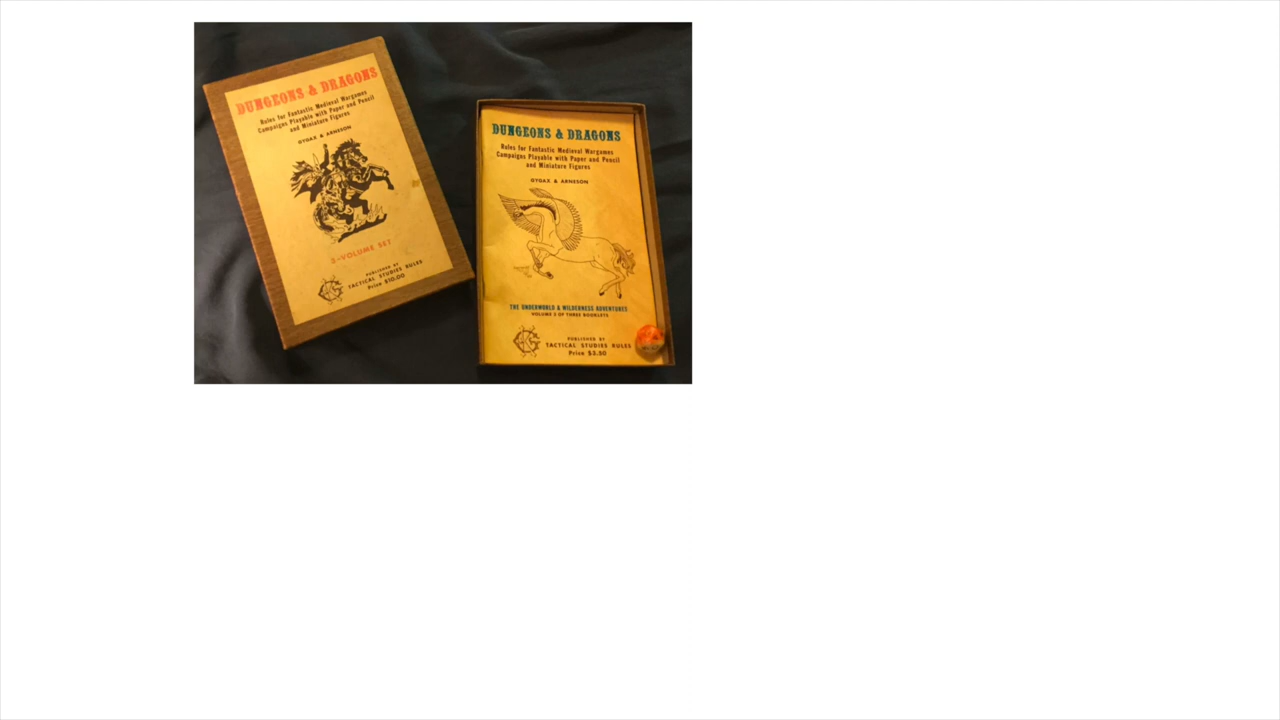 DUNGEONS & DRAGONS
Rules for Fantastic Medieval Wargames
Campaigns Playable with Paper and Pencil
and Miniature Figures
GYGAX & ARNESON
3-VOLUME SET
PUBLISHED BY
TACTICAL STUDIES RULES
Price $10.00
DUNGEONS & DRAGONS
Rules for Fantastic Medieval Wargames
Campaigns Playable with Paper and Pencil
and Miniature Figures
GYGAX & ARNESON
THE UNDERWORLD & WILDERNESS ADVENTURES
VOLUME 3 OF THREE BOOKLETS
PUBLISHED BY
TACTICAL STUDIES RULES
Price $3.50